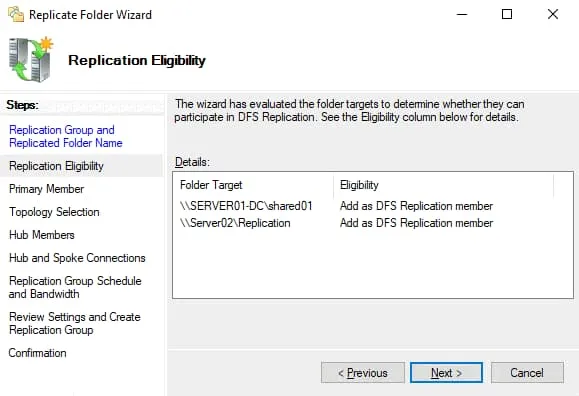 Replicate Folder Wizard
Replication Eligibility
Steps:
Replication Group and
Replicated Folder Name
Replication Eligibility
Primary Member
Topology Selection
Hub Members
Hub and Spoke Connections
Replication Group Schedule
and Bandwidth
Review Settings and Create
Replication Group
Confirmation
The wizard has evaluated the folder targets to determine whether they can
participate in DFS Replication. See the Eligibility column below for details.
Details:
Folder Target Eligibility
\\SERVER01-DC\shared01 Add as DFS Replication member
\\Server02\Replication Add as DFS Replication member
< Previous Next > Cancel